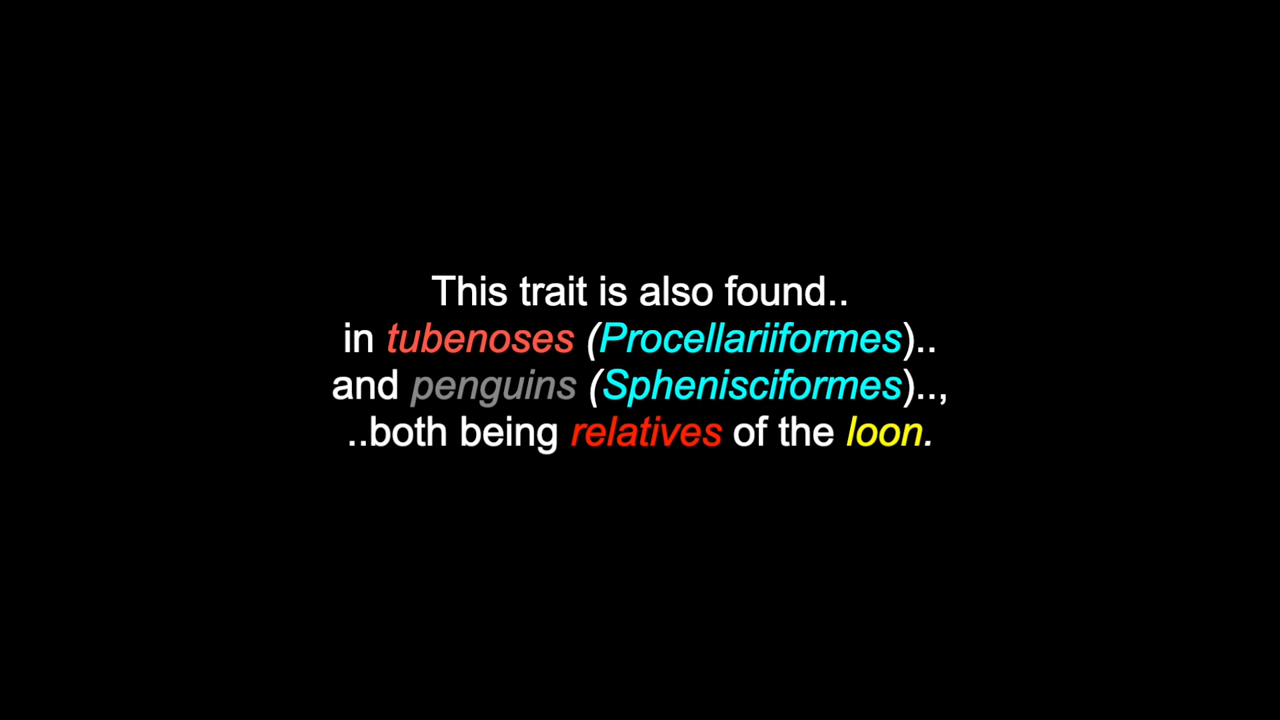 This trait is also found..
in tubenoses (Procellariiformes)..
and penguins (Sphenisciformes)..,
..both being relatives of the loon.